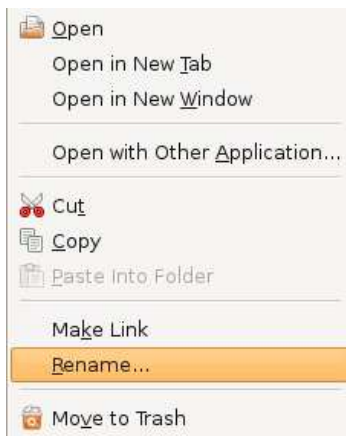 Open
Open in New Tab
Open in New Window
Open with Other Application...
Cut
Copy
Paste Into Folder
Make Link
Rename...
Move to Trash